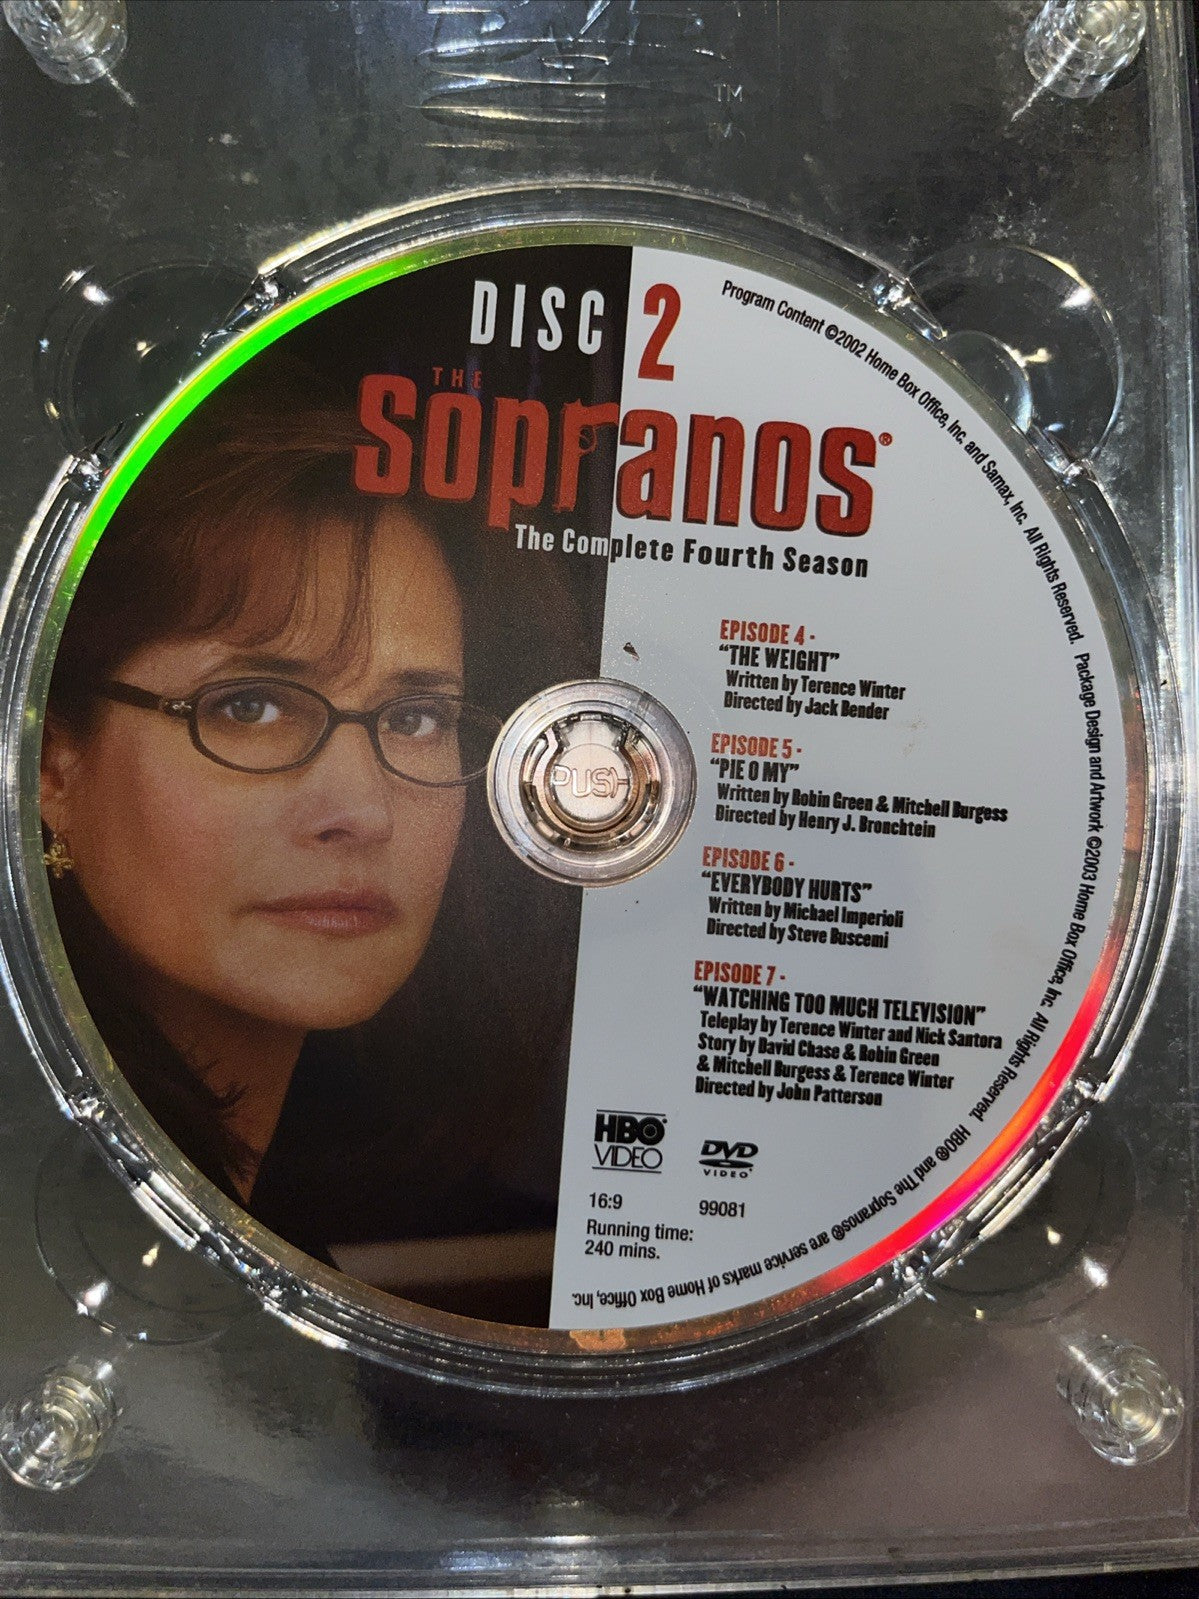 TM
DISC 2
THE
Sopranos®
The Complete Fourth Season
EPISODE 4 -
"THE WEIGHT"
Written by Terence Winter
Directed by Jack Bender
EPISODE 5 -
"PIE O MY"
Written by Robin Green & Mitchell Burgess
Directed by Henry J. Bronchtein
EPISODE 6 -
"EVERYBODY HURTS"
Written by Michael Imperioli
Directed by Steve Buscemi
EPISODE 7 -
"WATCHING TOO MUCH TELEVISION"
Teleplay by Terence Winter and Nick Santora
Story by David Chase & Robin Green
& Mitchell Burgess & Terence Winter
Directed by John Patterson
PUSH
HBO®
VIDEO
DVD
VIDEO
16:9
99081
Running time:
240 mins.
Program Content ©2002 Home Box Office, Inc. and Samax, Inc. All Rights Reserved. Package Design and Artwork ©2003 Home Box Office, Inc. All Rights Reserved. HBO® and The Sopranos® are service marks of Home Box Office, Inc.